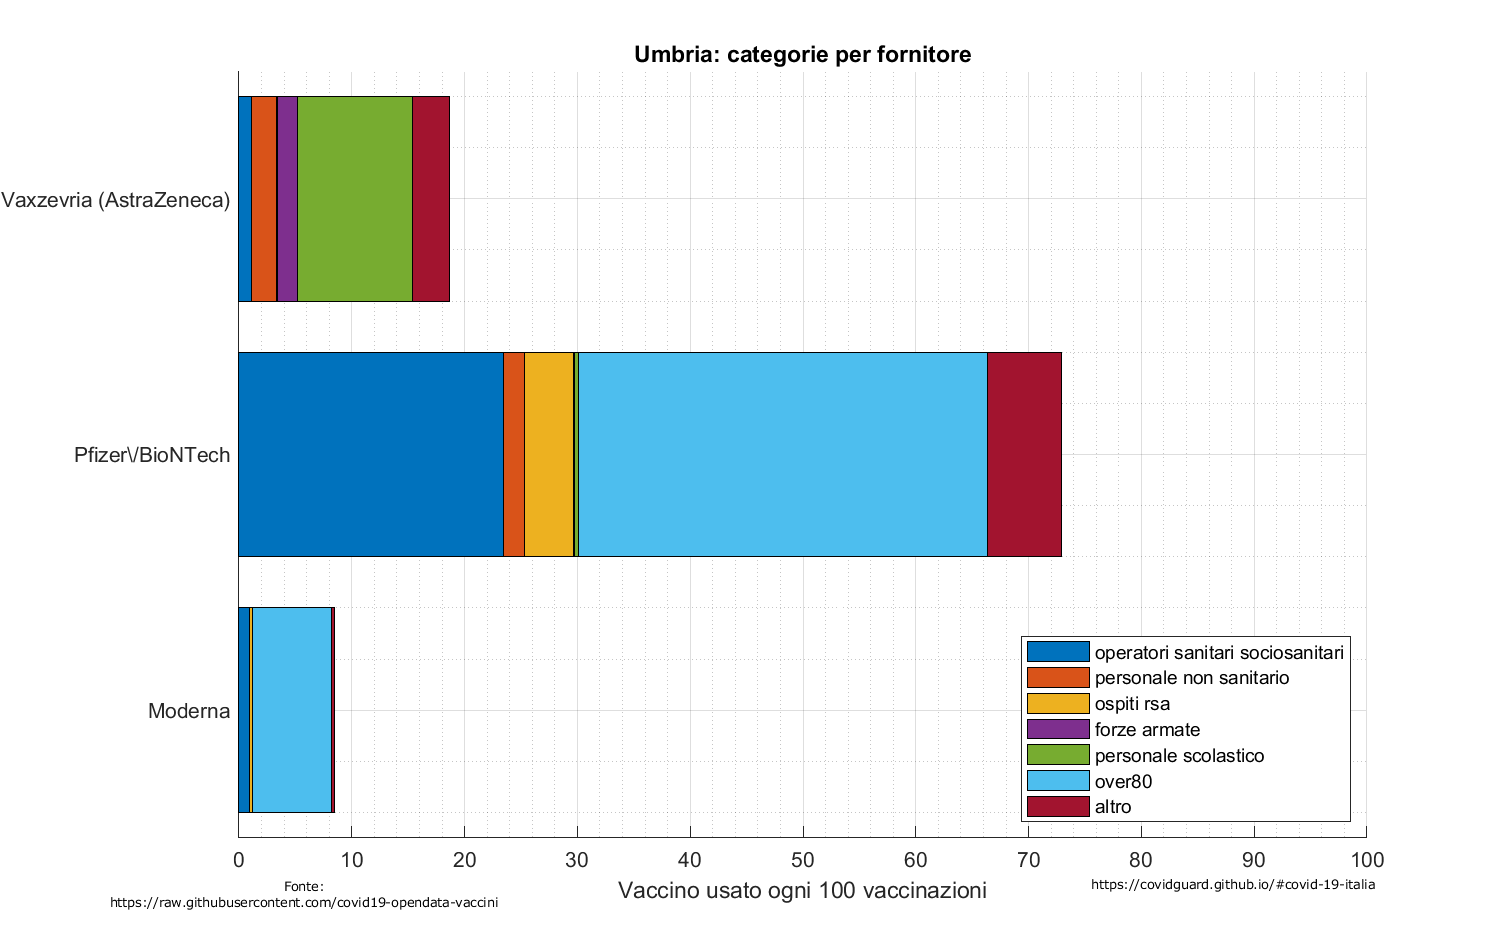 Umbria: categorie per fornitore
Vaxzevria (AstraZeneca)
Pfizer\/BioNTech
Moderna
operatori sanitari sociosanitari
personale non sanitario
ospiti rsa
forze armate
personale scolastico
over80
altro
0 10 20 30 40 50 60 70 80 90 100
Vaccino usato ogni 100 vaccinazioni
Fonte:
https://raw.githubusercontent.com/covid19-opendata-vaccini
https://covidguard.github.io/#covid-19-italia